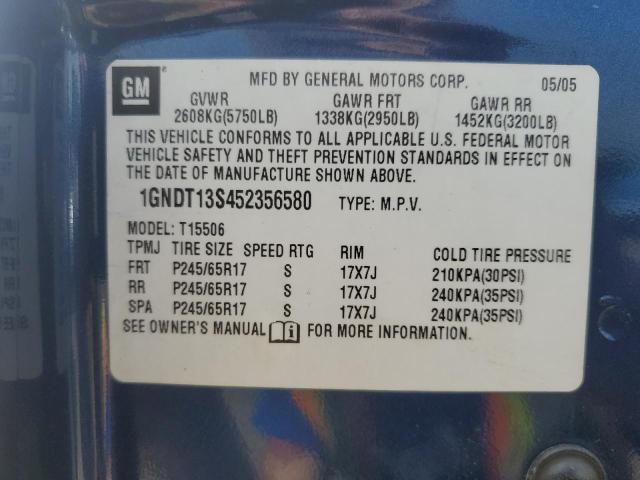 GM
MFD BY GENERAL MOTORS CORP. 05/05
GVWR GAWR FRT GAWR RR
2608KG(5750LB) 1338KG(2950LB) 1452KG(3200LB)
THIS VEHICLE CONFORMS TO ALL APPLICABLE U.S. FEDERAL MOTOR
VEHICLE SAFETY AND THEFT PREVENTION STANDARDS IN EFFECT ON
THE DATE OF MANUFACTURE SHOWN ABOVE.
1GNDT13S452356580 TYPE: M.P.V.
MODEL: T15506
TPMJ TIRE SIZE SPEED RTG RIM COLD TIRE PRESSURE
FRT P245/65R17 S 17X7J 210KPA(30PSI)
RR P245/65R17 S 17X7J 240KPA(35PSI)
SPA P245/65R17 S 17X7J 240KPA(35PSI)
SEE OWNER'S MANUAL FOR MORE INFORMATION.